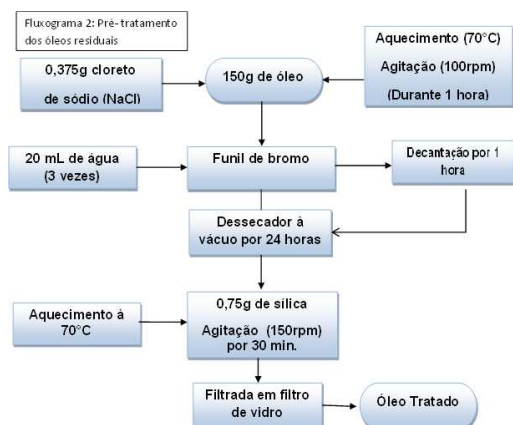 Fluxograma 2: Pré-tratamento
dos óleos residuais
0,375g cloreto
de sódio (NaCl)
150g de óleo
Aquecimento (70°C)
Agitação (100rpm)
(Durante 1 hora)
20 mL de água
(3 vezes)
Funil de bromo
Decantação por 1
hora
Dessecador à
vácuo por 24 horas
Aquecimento à
70°C
0,75g de sílica
Agitação (150rpm)
por 30 min.
Filtrada em filtro
de vidro
Óleo Tratado